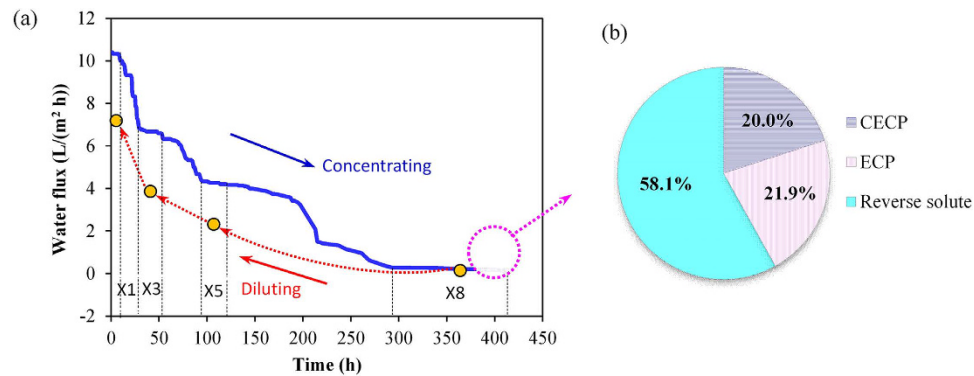 (a)
12
10
8
6
4
2
0
-2
Water flux (L/(m² h)
Concentrating
Diluting
X1
X3
X5
X8
0
50
100
150
200
250
300
350
400
450
Time (h)
(b)
20.0%
21.9%
58.1%
CECP
ECP
Reverse solute